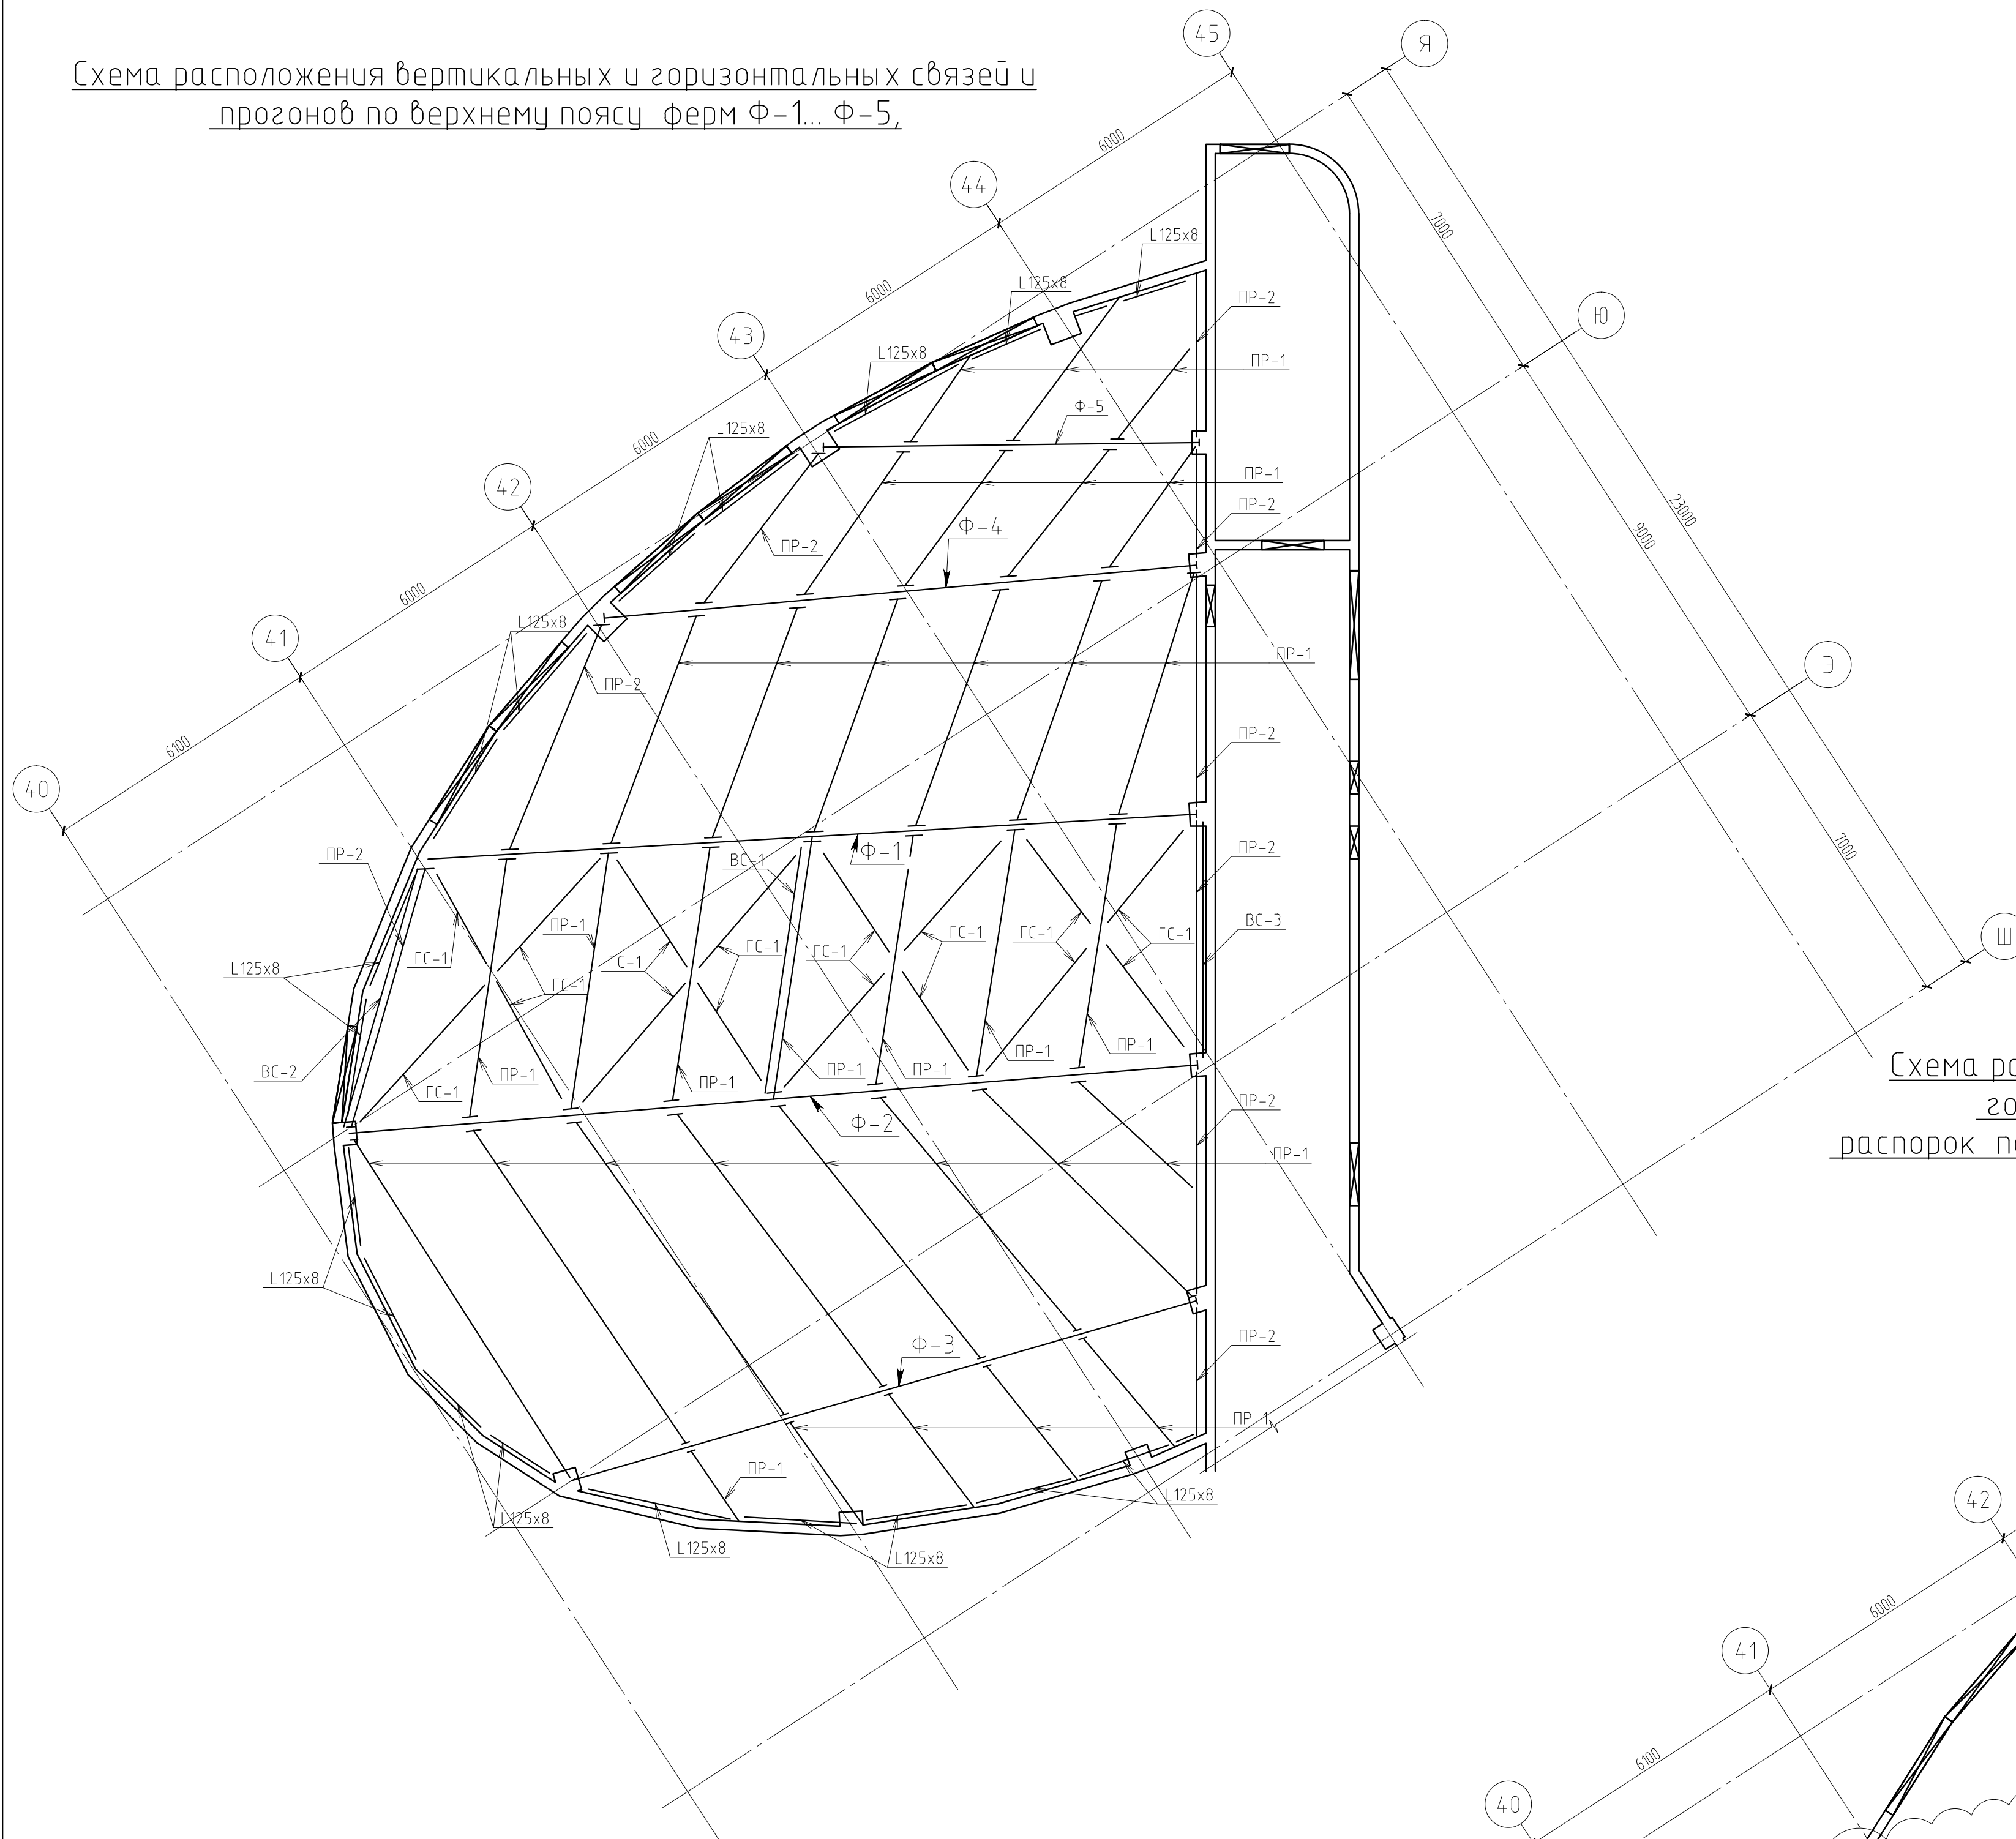 Схема расположения вертикальных и горизонтальных связей и
прогонов по верхнему поясу ферм Ф-1... Ф-5,
45
Я
44
6000
7000
43
6000
L125x8
L125x8
ПР-2
Ю
L125x8
ПР-1
Ф-5
42
6000
L125x8
ПР-1
ПР-2
23000
9000
Ф-4
ПР-2
41
6000
L125x8
ПР-1
Э
ПР-2
40
6100
ПР-2
7000
ПР-2
ВС-1
Ф-1
ПР-2
ПР-1
ГС-1
ГС-1
ГС-1
ГС-1
ГС-1
ГС-1
ГС-1
ГС-1
ВС-3
Ш
L125x8
ГС-1
ВС-2
ГС-1
ПР-1
ПР-1
ПР-1
ПР-1
ПР-1
ПР-1
Ф-2
ПР-2
ПР-1
Схема ра
го
распорок по
L125x8
Ф-3
ПР-2
ПР-1
ПР-1
L125x8
L125x8
L125x8
L125x8
42
6000
41
6100
40